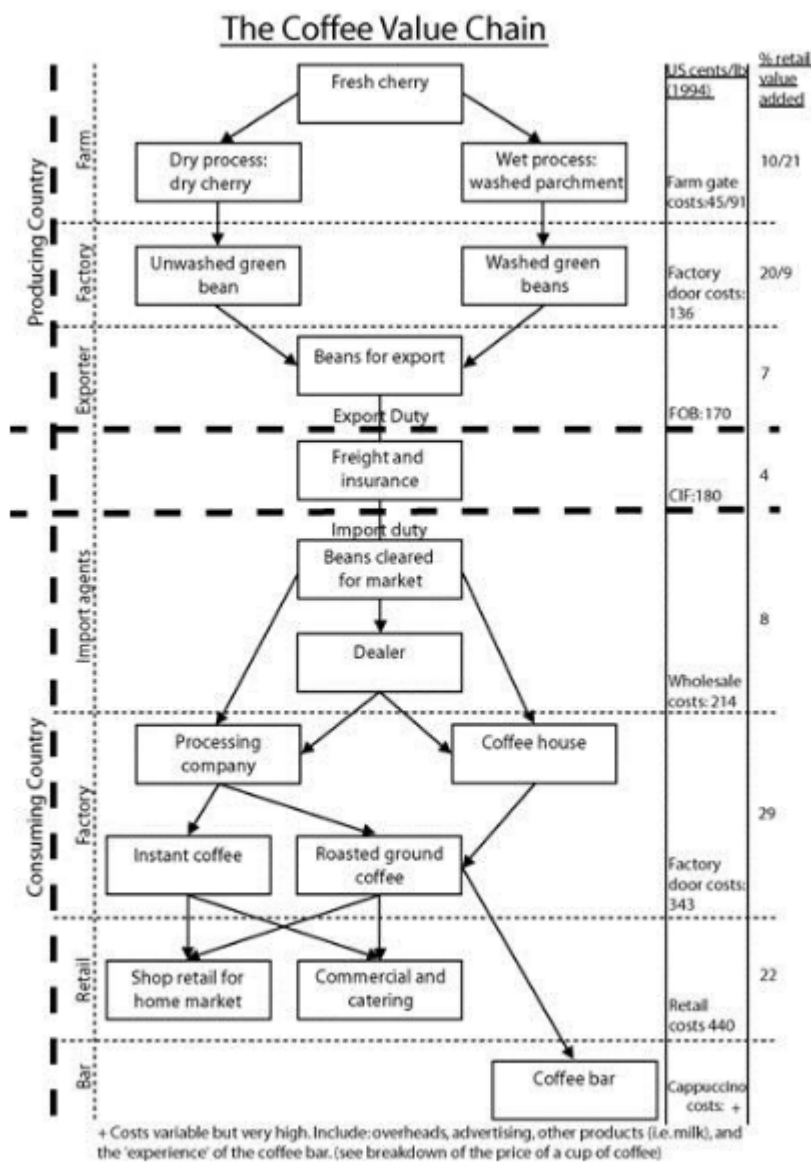 The Coffee Value Chain
US cents/lb
(1994)
% retail
value
added
Producing Country
Farm
Fresh cherry
Dry process:
dry cherry
Wet process:
washed parchment
Farm gate
costs:45/91
10/21
Factory
Unwashed green
bean
Washed green
beans
Factory
door costs:
136
20/9
Exporter
Beans for export
Export Duty
FOB:170
7
Freight and
insurance
CIF:180
4
Consuming Country
Import agents
Import duty
Beans cleared
for market
Dealer
Wholesale
costs: 214
8
Factory
Processing
company
Coffee house
Instant coffee
Roasted ground
coffee
Factory
door costs:
343
29
Retail
Shop retail for
home market
Commercial and
catering
Retail
costs 440
22
Bar
Coffee bar
Cappuccino
costs: +
+ Costs variable but very high. Include: overheads, advertising, other products (i.e. milk), and
the 'experience' of the coffee bar. (see breakdown of the price of a cup of coffee)